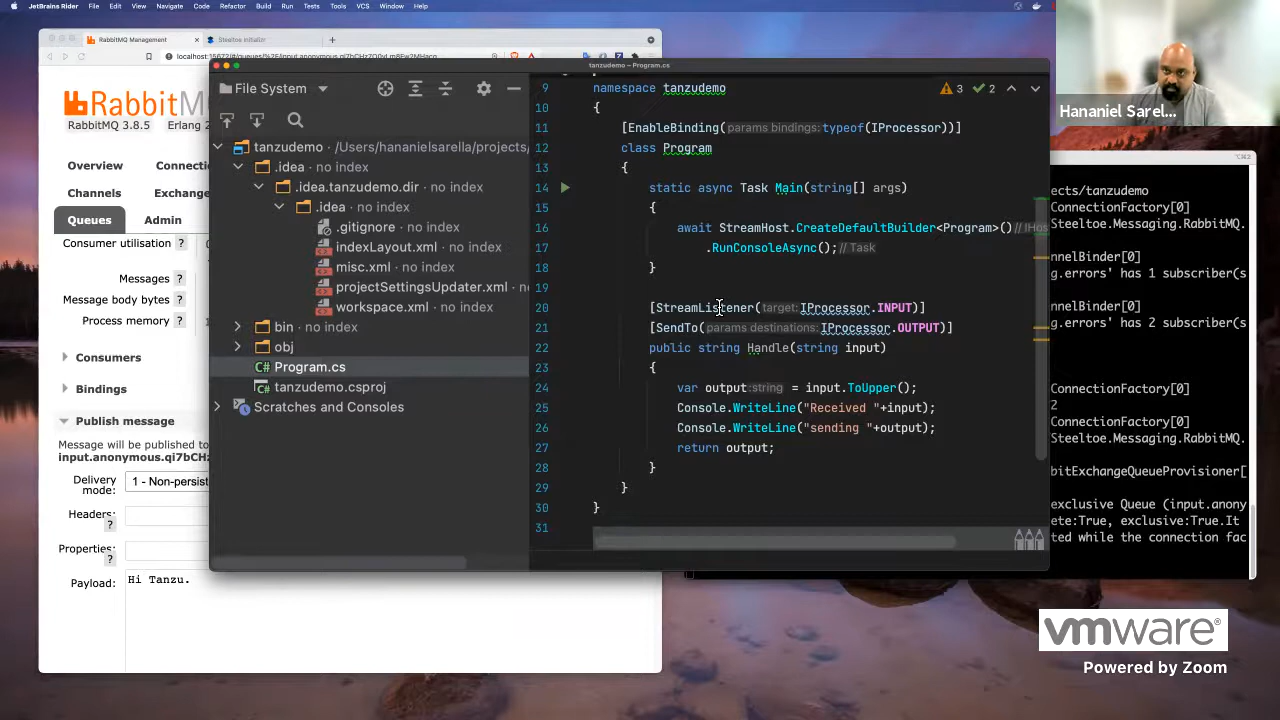 JetBrains Rider File Edit View Navigate Code Refactor Build Run Tests Tools VCS Window Help
RabbitMQ Management
Steeltoe Initializr
tanzudemo – Program.cs
Hananiel Sarel...
RabbitMQ 3.8.5 Erlang 2
Overview Connectio
Channels Exchange
Queues Admin
Consumer utilisation ?
Messages ?
Message body bytes ?
Process memory ?
Consumers
Bindings
Publish message
Message will be published to
input.anonymous.qi7bCHz
Delivery mode: 1 - Non-persist
Headers: ?
Properties: ?
Payload: Hi Tanzu.
File System
tanzudemo /Users/hananielsarella/projects/
.idea no index
.idea.tanzudemo.dir no index
.idea no index
.gitignore no index
indexLayout.xml no index
misc.xml no index
projectSettingsUpdater.xml no index
workspace.xml no index
bin no index
obj
Program.cs
tanzudemo.csproj
Scratches and Consoles
3 2
9 namespace tanzudemo
10 {
11 [EnableBinding(params bindings:typeof(IProcessor))]
12 class Program
13 {
14 static async Task Main(string[] args)
15 {
16 await StreamHost.CreateDefaultBuilder<Program>() // IHos
17 .RunConsoleAsync(); // Task
18 }
19
20 [StreamListener(target:IProcessor.INPUT)]
21 [SendTo(params destinations:IProcessor.OUTPUT)]
22 public string Handle(string input)
23 {
24 var output:string = input.ToUpper();
25 Console.WriteLine("Received "+input);
26 Console.WriteLine("sending "+output);
27 return output;
28 }
29 }
30 }
31
jects/tanzudemo
ConnectionFactory[0]
Steeltoe.Messaging.RabbitMQ.
nnelBinder[0]
g.errors' has 1 subscriber(s
nnelBinder[0]
g.errors' has 2 subscriber(s
ConnectionFactory[0]
2
ConnectionFactory[0]
Steeltoe.Messaging.RabbitMQ.
bitExchangeQueueProvisioner[
exclusive Queue (input.anony
ete:True, exclusive:True.It
ted while the connection fac
vmware®
Powered by Zoom